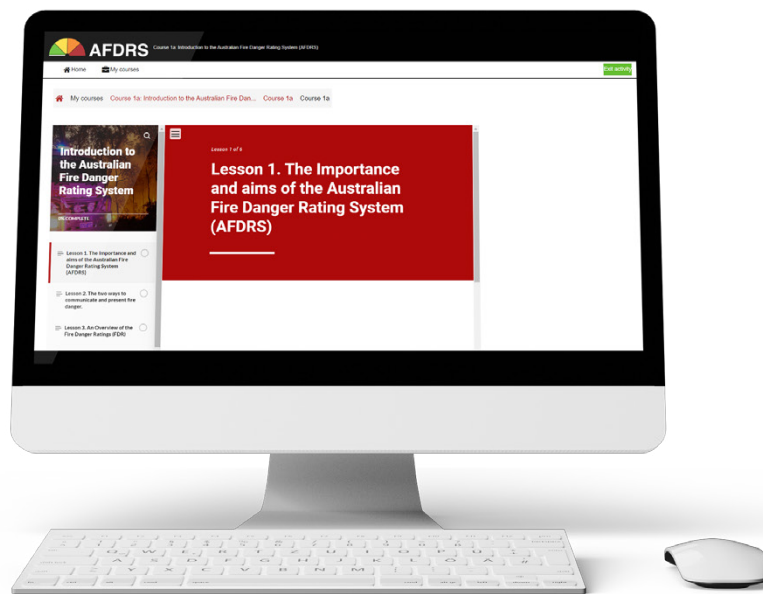 AFDRS
Course 1a: Introduction to the Australian Fire Danger Rating System (AFDRS)
Home My courses
Exit activity
My courses Course 1a: Introduction to the Australian Fire Dan... Course 1a Course 1a
Introduction to
the Australian
Fire Danger
Rating System
Lesson 1. The Importance and
aims of the Australian Fire
Danger Rating System
(AFDRS)
Lesson 2. The two ways to
communicate and present fire
danger.
Lesson 3. An Overview of the
Fire Danger Ratings (FDR)
Lesson 1 of 6
Lesson 1. The Importance
and aims of the Australian
Fire Danger Rating System
(AFDRS)
Q W E R T Z U I O P Ü
A S D F G H J K L Ö Ä
Y X C V B N M